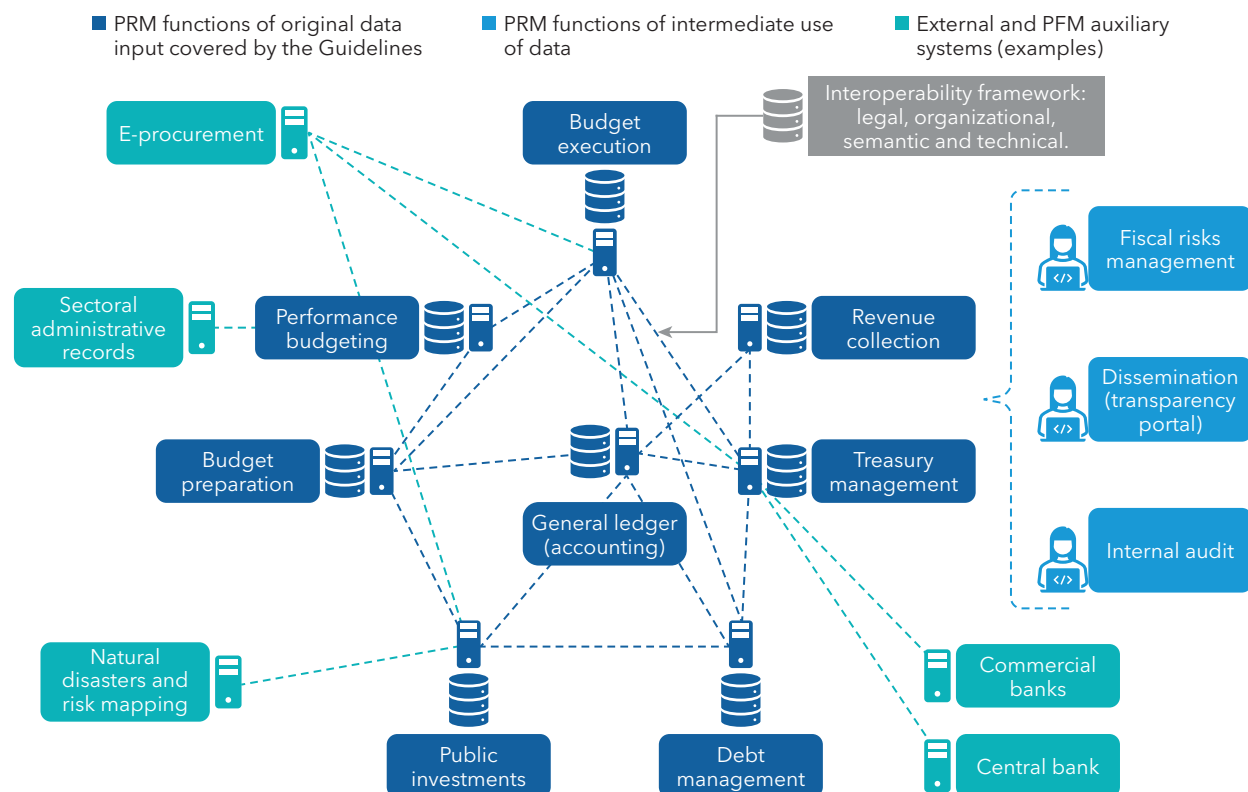 PRM functions of original data
input covered by the Guidelines
PRM functions of intermediate use
of data
External and PFM auxiliary
systems (examples)
Interoperability framework:
legal, organizational,
semantic and technical.
E-procurement
Budget
execution
Fiscal risks
management
Sectoral
administrative
records
Performance
budgeting
Revenue
collection
Dissemination
(transparency
portal)
Budget
preparation
Treasury
management
General ledger
(accounting)
Internal audit
Natural
disasters and
risk mapping
Commercial
banks
Public
investments
Debt
management
Central bank